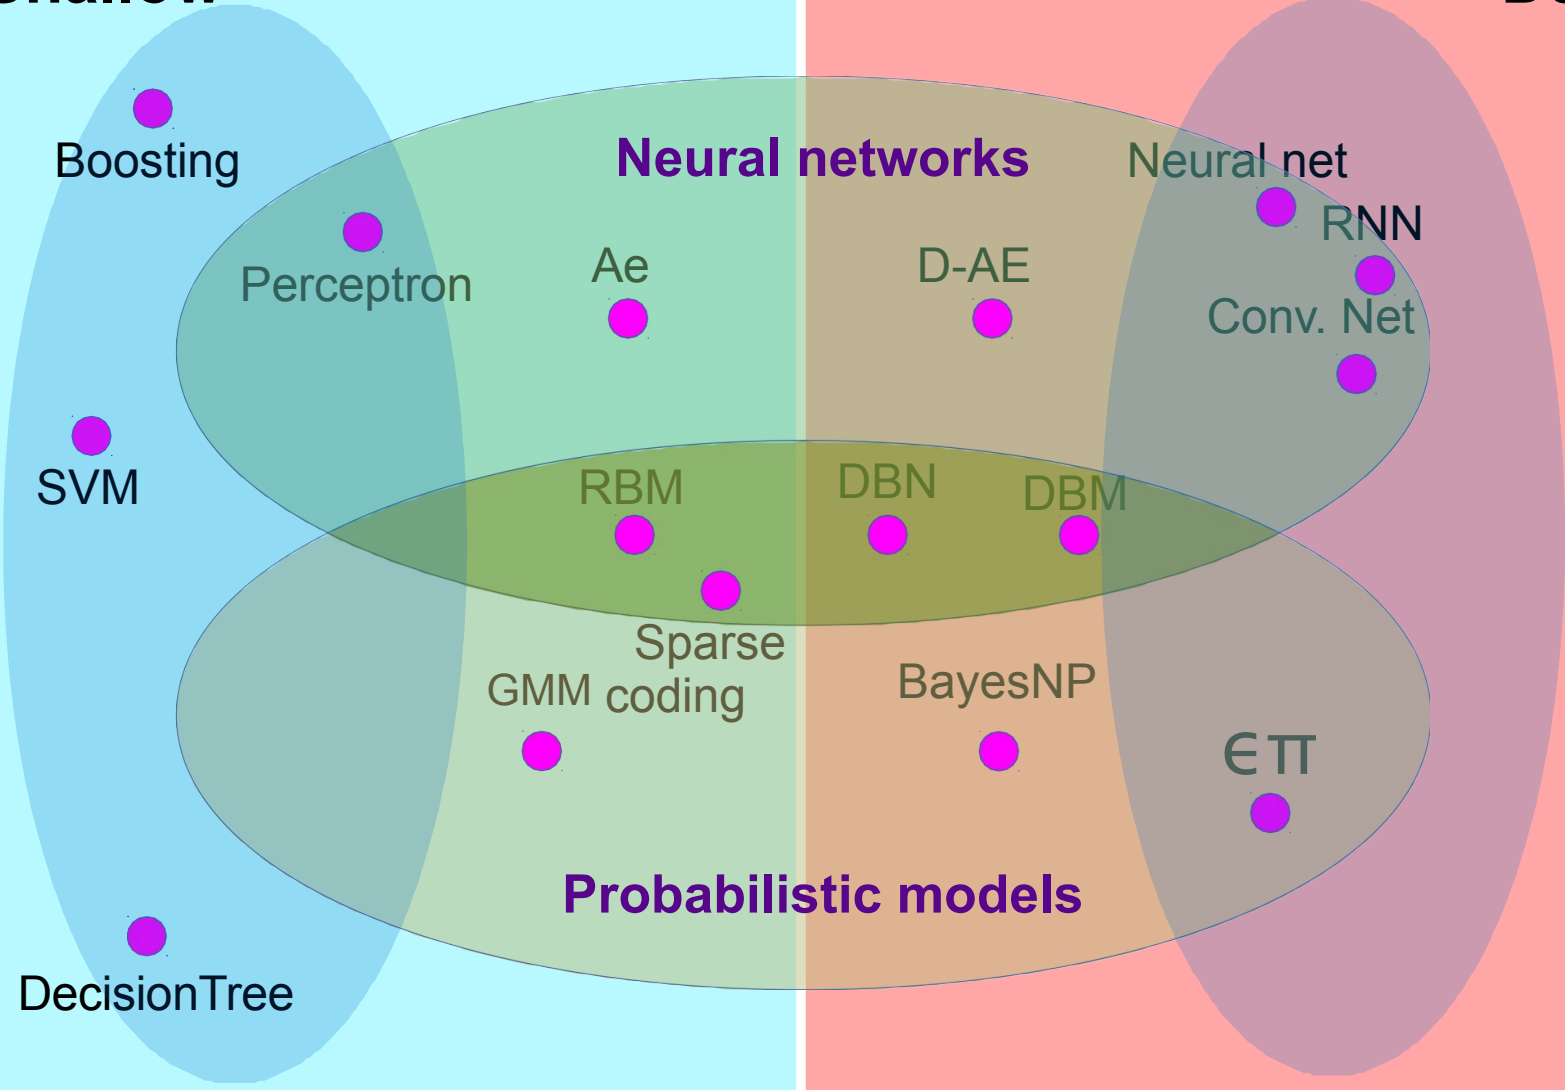 Boosting
Neural networks
Neural net
RNN
Perceptron
Ae
D-AE
Conv. Net
SVM
RBM
DBN
DBM
Sparse
coding
GMM
BayesNP
ϵπ
Probabilistic models
DecisionTree